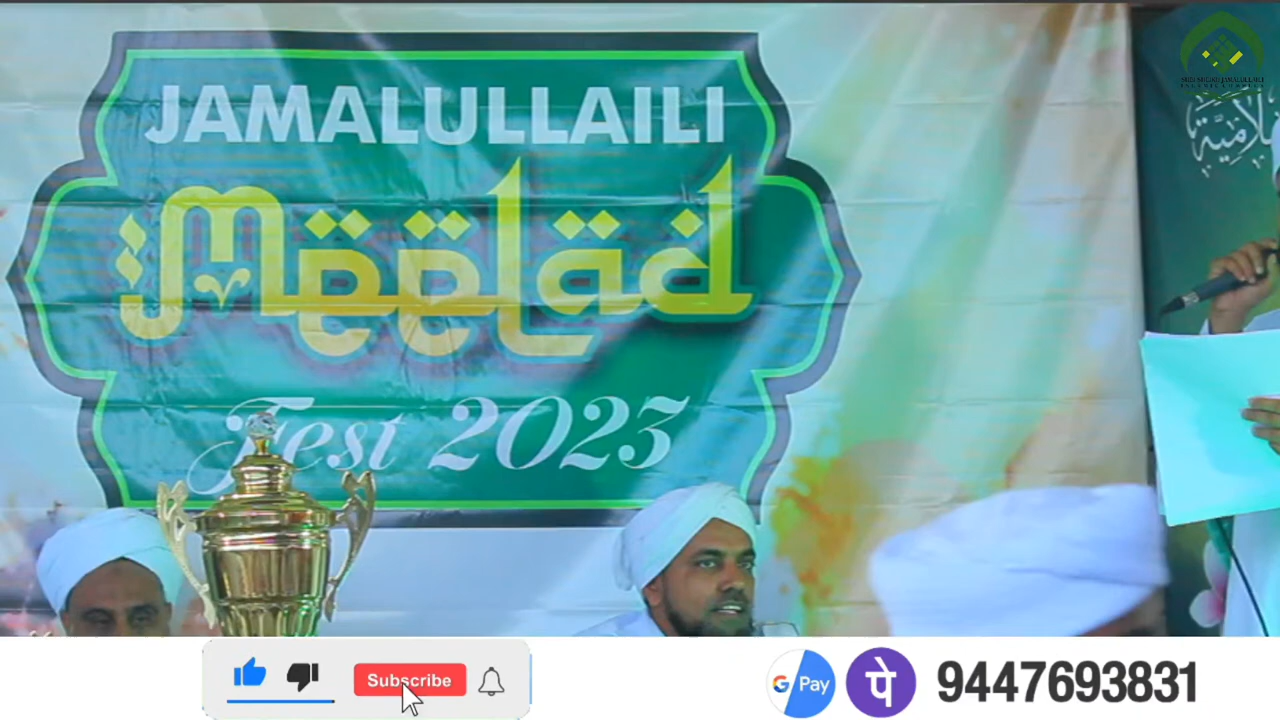 JAMALULLAILI
Meelad
Fest 2023
Subscribe
G Pay
पे
9447693831